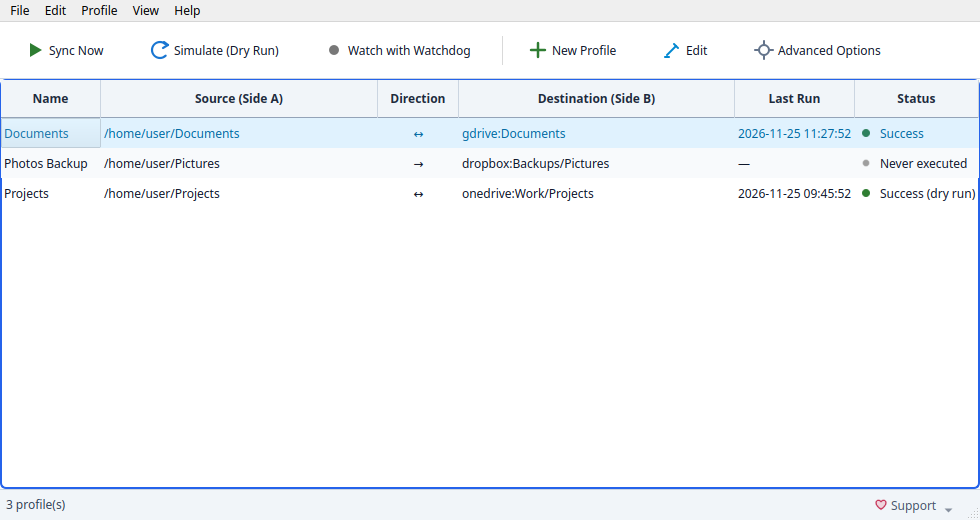 File Edit Profile View Help
Sync Now Simulate (Dry Run) Watch with Watchdog New Profile Edit Advanced Options
Name Source (Side A) Direction Destination (Side B) Last Run Status
Documents /home/user/Documents ↔ gdrive:Documents 2026-11-25 11:27:52 Success
Photos Backup /home/user/Pictures → dropbox:Backups/Pictures — Never executed
Projects /home/user/Projects ↔ onedrive:Work/Projects 2026-11-25 09:45:52 Success (dry run)
3 profile(s) Support